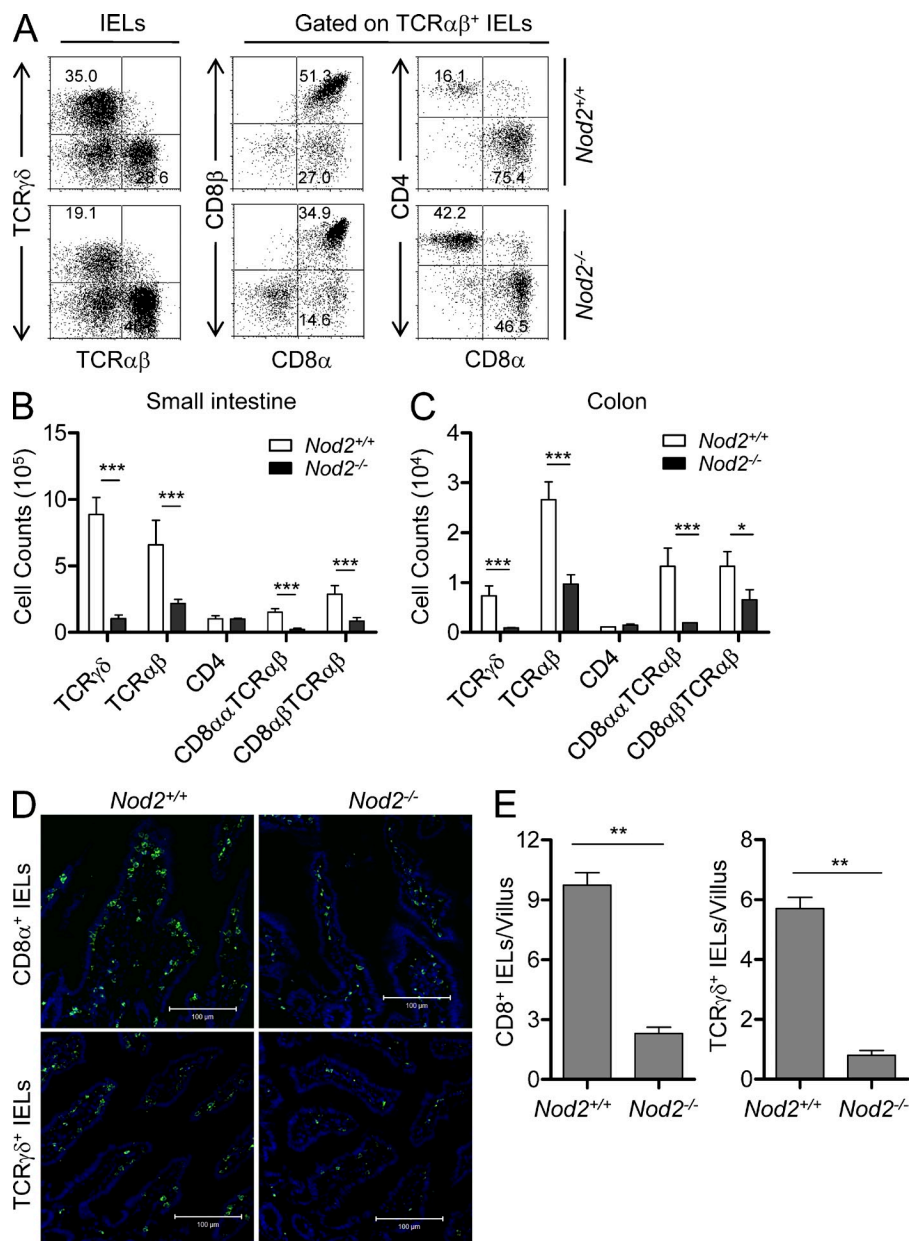 A
IELs
Gated on TCRαβ+ IELs
TCRγδ
35.0
28.6
CD8β
51.3
27.0
CD4
16.1
75.4
Nod2+/+
19.1
34.9
14.6
42.2
46.5
Nod2-/-
TCRαβ
CD8α
CD8α
B
Small intestine
Cell Counts (10⁵)
15
10
5
0
Nod2+/+
Nod2-/-
***
***
***
***
TCRγδ
TCRαβ
CD4
CD8ααTCRαβ
CD8αβTCRαβ
C
Colon
Cell Counts (10⁴)
4
3
2
1
0
Nod2+/+
Nod2-/-
***
***
***
*
TCRγδ
TCRαβ
CD4
CD8ααTCRαβ
CD8αβTCRαβ
D
Nod2+/+
Nod2-/-
CD8α+ IELs
100 µm
100 µm
TCRγδ+ IELs
100 µm
100 µm
E
CD8+ IELs/Villus
12
9
6
3
0
**
Nod2+/+
Nod2-/-
TCRγδ+ IELs/Villus
8
6
4
2
0
**
Nod2+/+
Nod2-/-